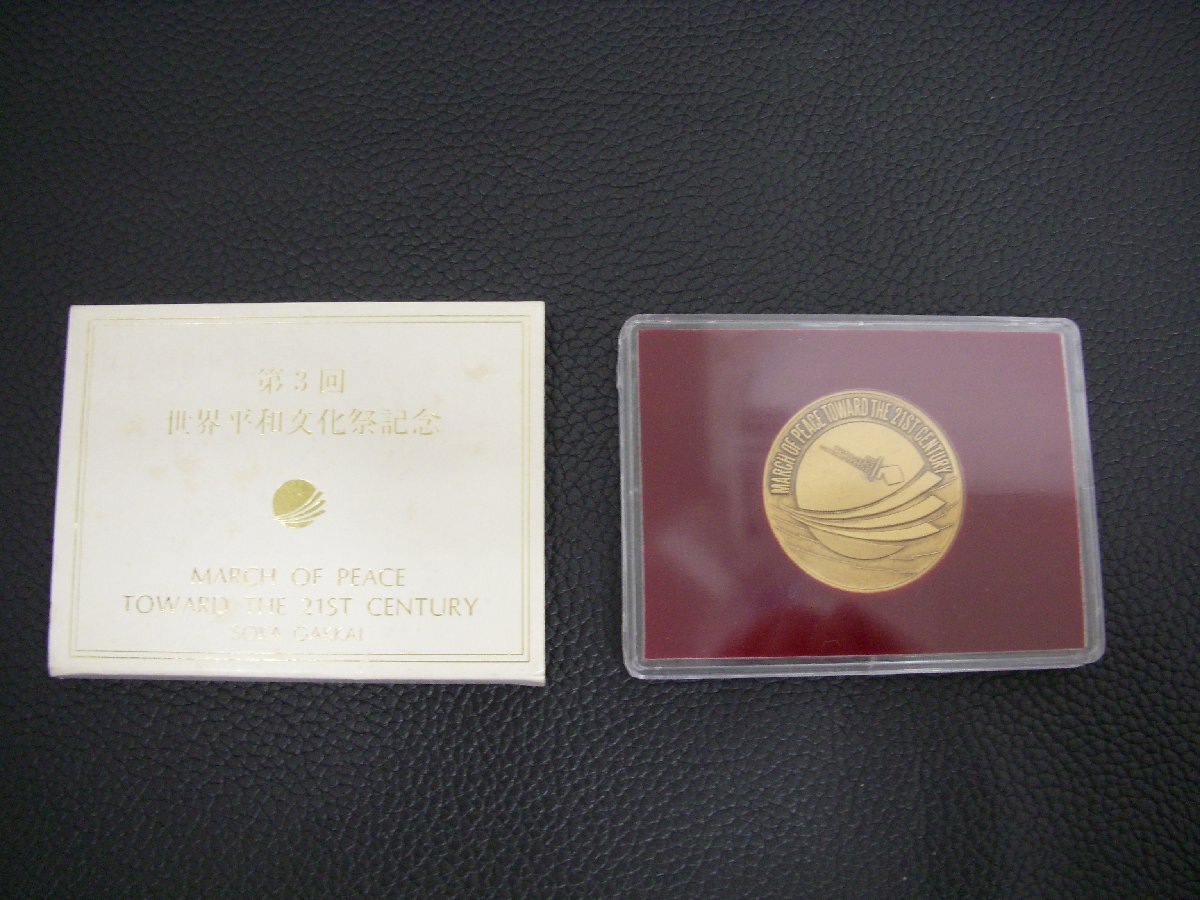 第3回
世界平和文化祭記念
MARCH OF PEACE
TOWARD THE 21ST CENTURY
SOKA GAKKAI
MARCH OF PEACE TOWARD THE 21ST CENTURY